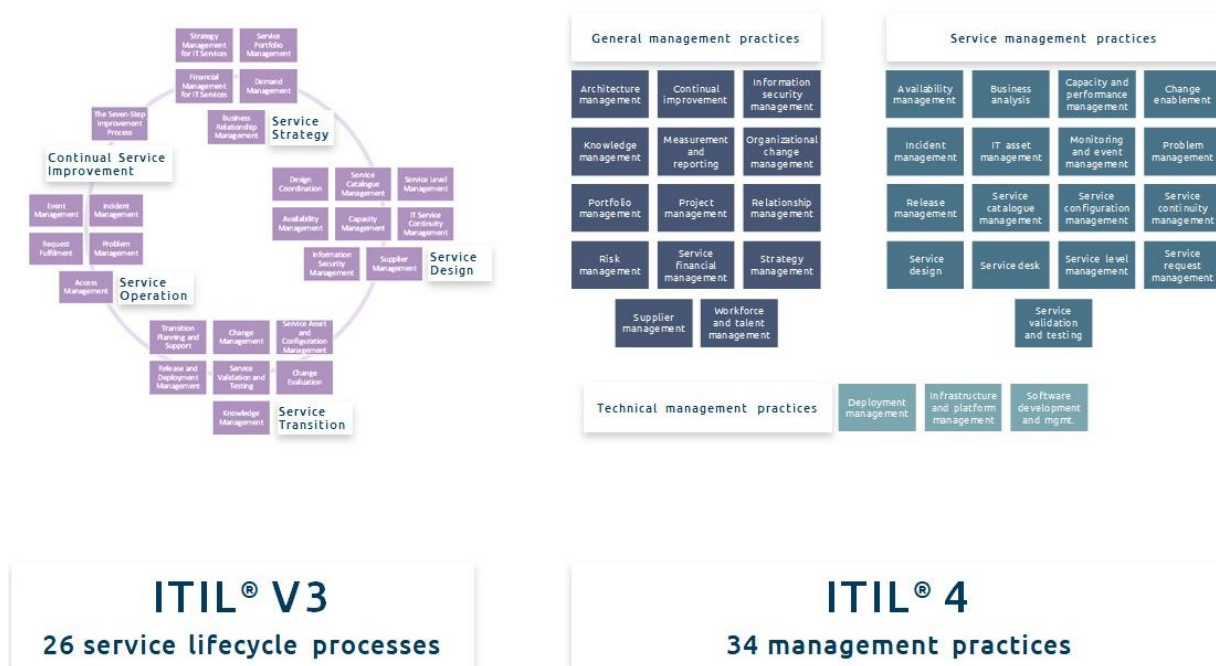 Strategy
Management
for IT Services
Service
Portfolio
Management
Financial
Management
for IT Services
Demand
Management
Business
Relationship
Management
Service
Strategy
The Seven-Step
Improvement
Process
Continual Service
Improvement
Design
Coordination
Service
Catalogue
Management
Service Level
Management
Availability
Management
Capacity
Management
IT Service
Continuity
Management
Information
Security
Management
Supplier
Management
Service
Design
Event
Management
Incident
Management
Request
Fulfilment
Problem
Management
Access
Management
Service
Operation
Transition
Planning and
Support
Change
Management
Service Asset
and
Configuration
Management
Release and
Deployment
Management
Service
Validation and
Testing
Change
Evaluation
Knowledge
Management
Service
Transition
ITIL® V3
26 service lifecycle processes
General management practices
Architecture
management
Continual
improvement
Information
security
management
Knowledge
management
Measurement
and
reporting
Organizational
change
management
Portfolio
management
Project
management
Relationship
management
Risk
management
Service
financial
management
Strategy
management
Supplier
management
Workforce
and talent
management
Service management practices
Availability
management
Business
analysis
Capacity and
performance
management
Change
enablement
Incident
management
IT asset
management
Monitoring
and event
management
Problem
management
Release
management
Service
catalogue
management
Service
configuration
management
Service
continuity
management
Service
design
Service desk
Service level
management
Service
request
management
Service
validation
and testing
Technical management practices
Deployment
management
Infrastructure
and platform
management
Software
development
and mgmt.
ITIL® 4
34 management practices